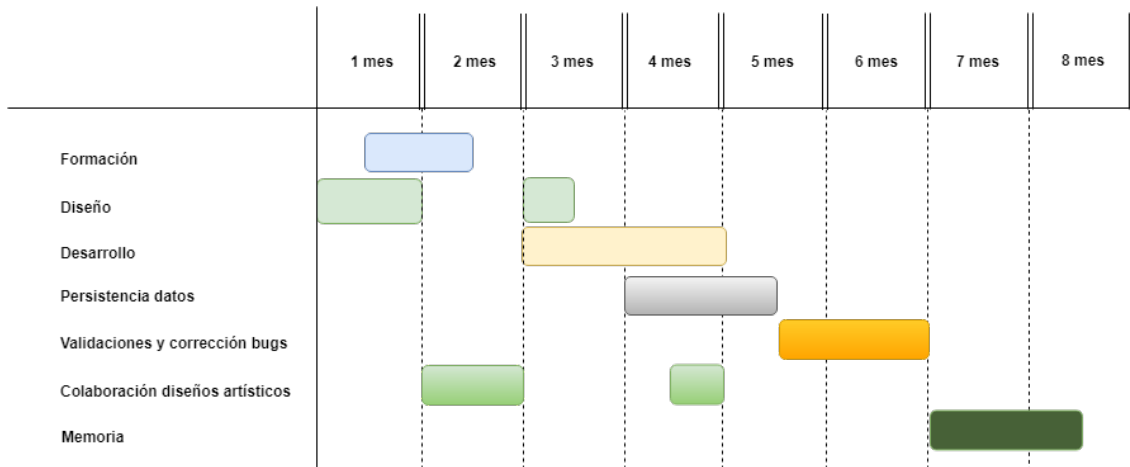 1 mes
2 mes
3 mes
4 mes
5 mes
6 mes
7 mes
8 mes
Formación
Diseño
Desarrollo
Persistencia datos
Validaciones y corrección bugs
Colaboración diseños artísticos
Memoria